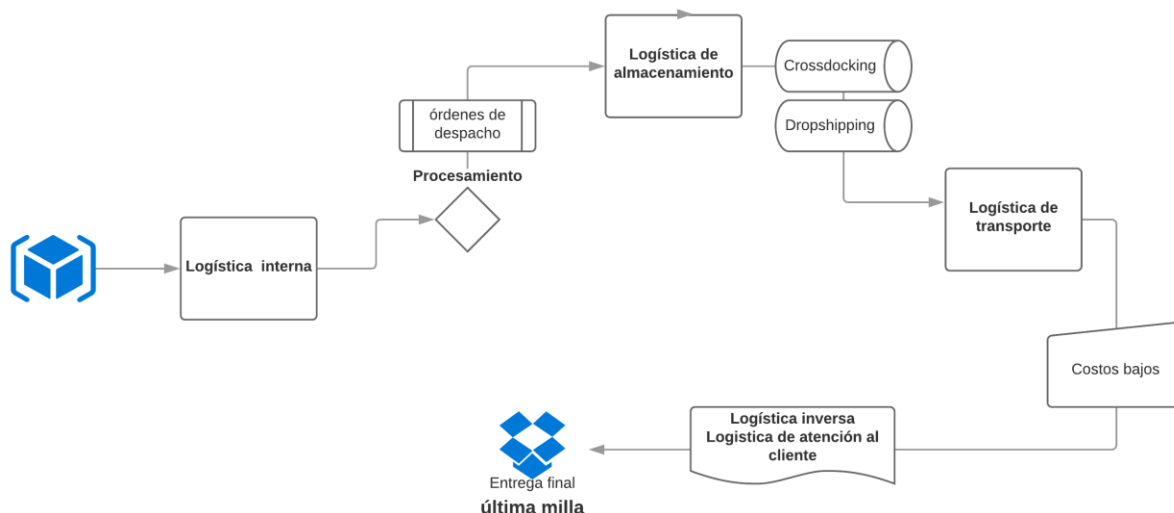 Logística interna
Procesamiento
órdenes de
despacho
Logística de
almacenamiento
Crossdocking
Dropshipping
Logística de
transporte
Costos bajos
Logística inversa
Logistica de atención al
cliente
Entrega final
última milla